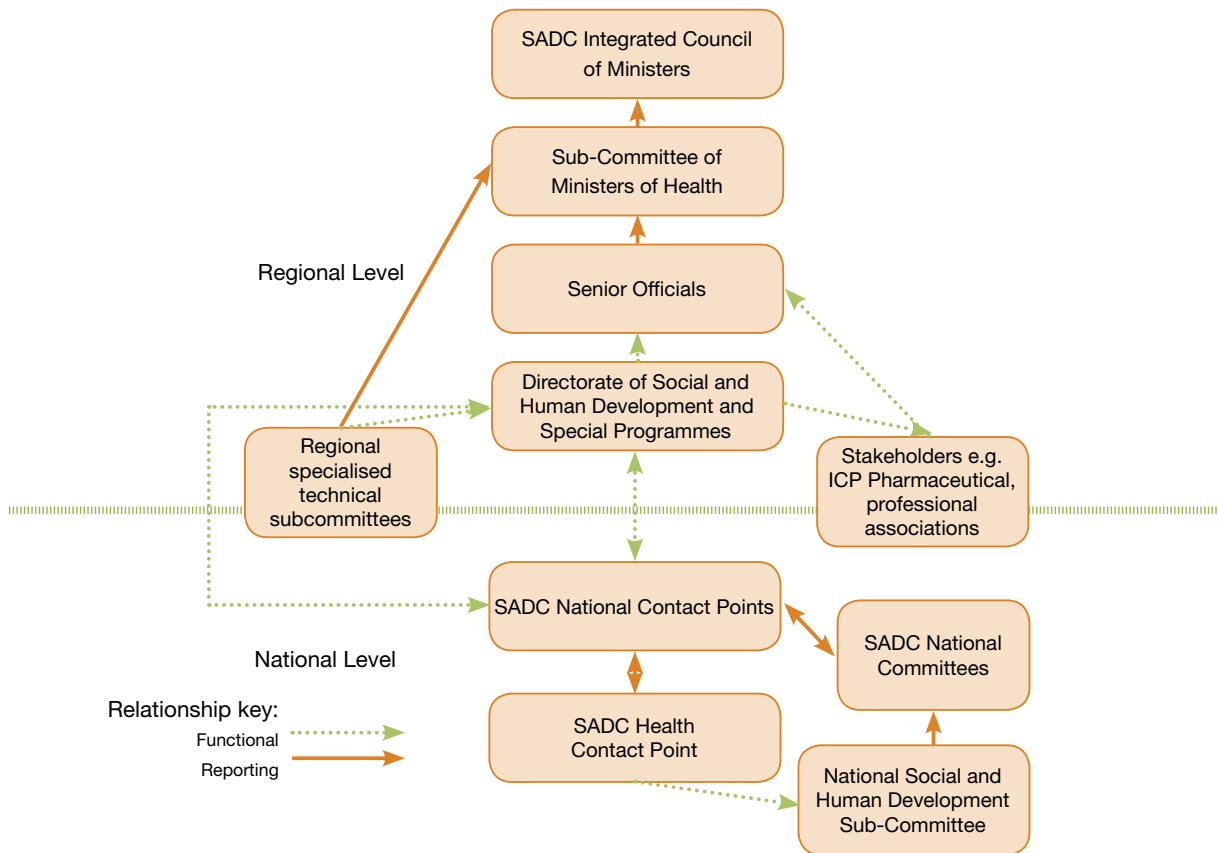 SADC Integrated Council
of Ministers
Sub-Committee of
Ministers of Health
Regional Level
Senior Officials
Directorate of Social and
Human Development and
Special Programmes
Regional
specialised
technical
subcommittees
Stakeholders e.g.
ICP Pharmaceutical,
professional
associations
SADC National Contact Points
SADC National
Committees
National Level
Relationship key:
Functional
Reporting
SADC Health
Contact Point
National Social and
Human Development
Sub-Committee